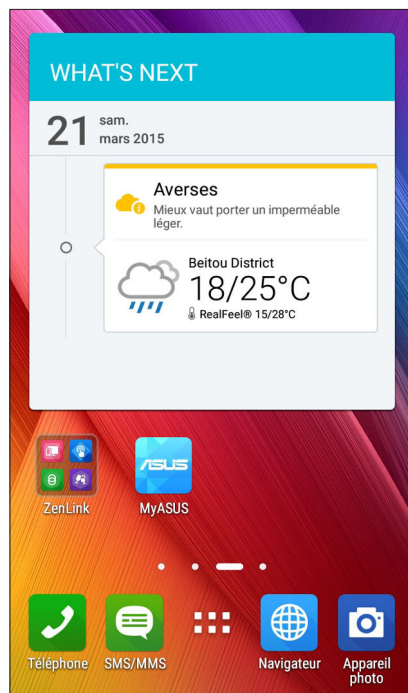 WHAT'S NEXT
21
sam.
mars 2015
Averses
Mieux vaut porter un imperméable
léger.
Beitou District
18/25°C
RealFeel® 15/28°C
ASUS
ZenLink
MyASUS
Téléphone
SMS/MMS
Navigateur
Appareil
photo